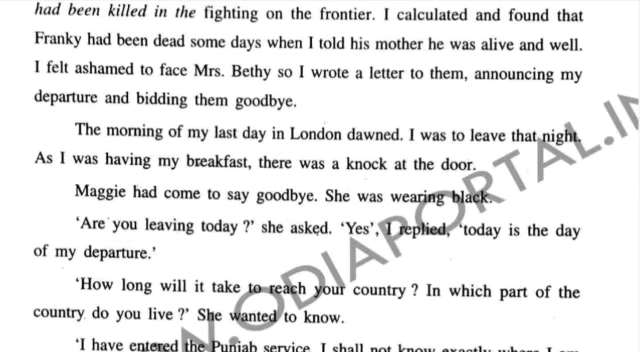 had been killed in the fighting on the frontier. I calculated and found that
Franky had been dead some days when I told his mother he was alive and well.
I felt ashamed to face Mrs. Bethy so I wrote a letter to them, announcing my
departure and bidding them goodbye.
The morning of my last day in London dawned. I was to leave that night.
As I was having my breakfast, there was a knock at the door.
Maggie had come to say goodbye. She was wearing black.
‘Are you leaving today ?’ she asked. ‘Yes’, I replied, ‘today is the day
of my departure.’
‘How long will it take to reach your country ? In which part of the
country do you live ?’ She wanted to know.
‘I have entered the Punjab service. I shall not know exactly where I am
W.ODIAPORTAL.IN